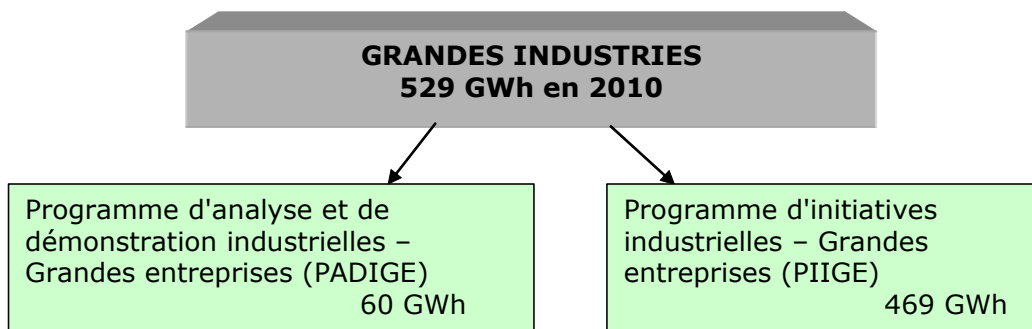 GRANDES INDUSTRIES
529 GWh en 2010
Programme d'analyse et de
démonstration industrielles –
Grandes entreprises (PADIGE)
60 GWh
Programme d'initiatives
industrielles – Grandes
entreprises (PIIGE)
469 GWh